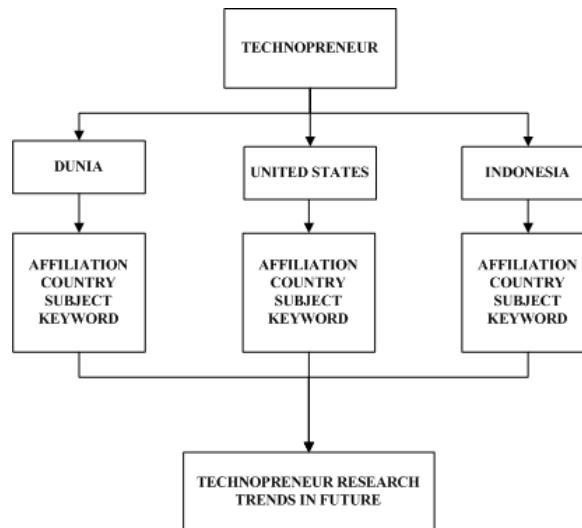 TECHNOPRENEUR
DUNIA
UNITED STATES
INDONESIA
AFFILIATION
COUNTRY
SUBJECT
KEYWORD
AFFILIATION
COUNTRY
SUBJECT
KEYWORD
AFFILIATION
COUNTRY
SUBJECT
KEYWORD
TECHNOPRENEUR RESEARCH
TRENDS IN FUTURE